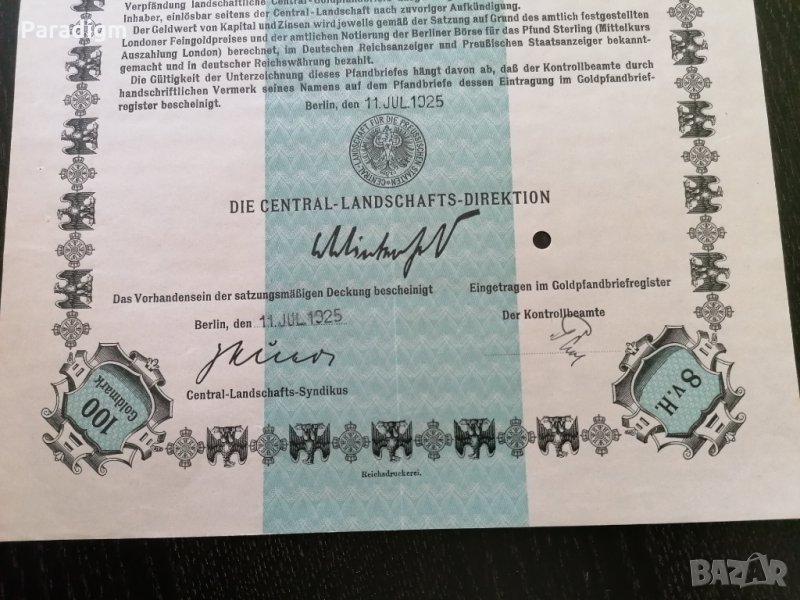 Verpfändung landschaftliche Central-Goldpfandbriefe
Inhaber, einlösbar seitens der Central-Landschaft nach zuvoriger Aufkündigung.
Der Geldwert von Kapital und Zinsen wird jeweils gemäß der Satzung auf Grund des amtlich festgestellten
Londoner Feingoldpreises und der amtlichen Notierung der Berliner Börse für das Pfund Sterling (Mittelkurs
Auszahlung London) berechnet, im Deutschen Reichsanzeiger und Preußischen Staatsanzeiger bekannt-
gemacht und in deutscher Reichswährung bezahlt.
Die Gültigkeit der Unterzeichnung dieses Pfandbriefes hängt davon ab, daß der Kontrollbeamte durch
handschriftlichen Vermerk seines Namens auf dem Pfandbriefe dessen Eintragung im Goldpfandbrief-
register bescheinigt.
Berlin, den 11. JUL. 1925
CENTRAL-LANDSCHAFT FÜR DIE PREUSSISCHEN STAATEN
DIE CENTRAL-LANDSCHAFTS-DIREKTION
Das Vorhandensein der satzungsmäßigen Deckung bescheinigt
Eingetragen im Goldpfandbriefregister
Berlin, den 11. JUL. 1925
Der Kontrollbeamte
Central-Landschafts-Syndikus
100
Goldmark
8 v.H.
Reichsdruckerei.
Paradigm
BAZAR